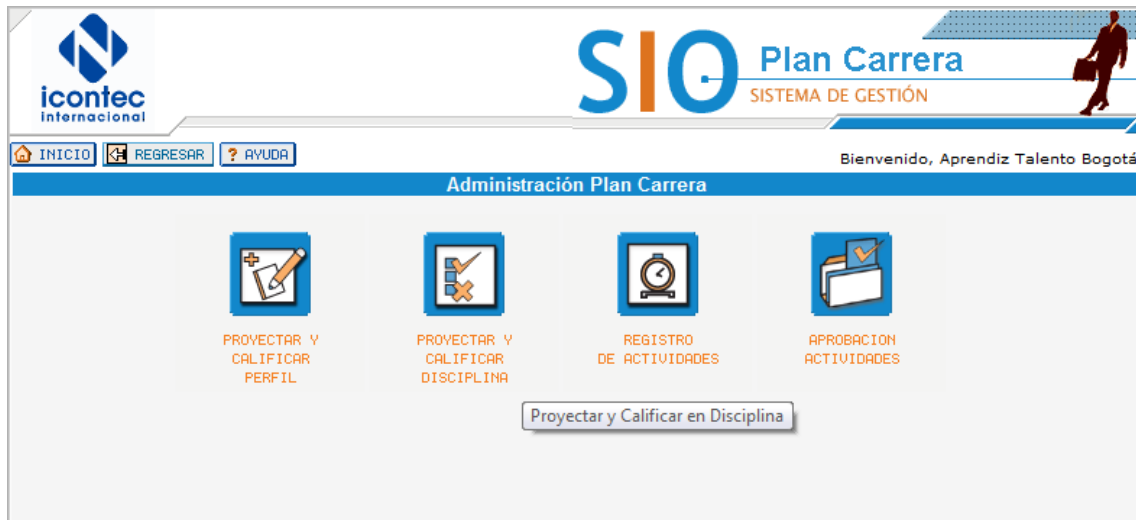 icontec
internacional
SIO Plan Carrera
SISTEMA DE GESTIÓN
INICIO REGRESAR ? AYUDA
Bienvenido, Aprendiz Talento Bogotá
Administración Plan Carrera
PROYECTAR Y
CALIFICAR
PERFIL
PROYECTAR Y
CALIFICAR
DISCIPLINA
REGISTRO
DE ACTIVIDADES
APROBACION
ACTIVIDADES
Proyectar y Calificar en Disciplina